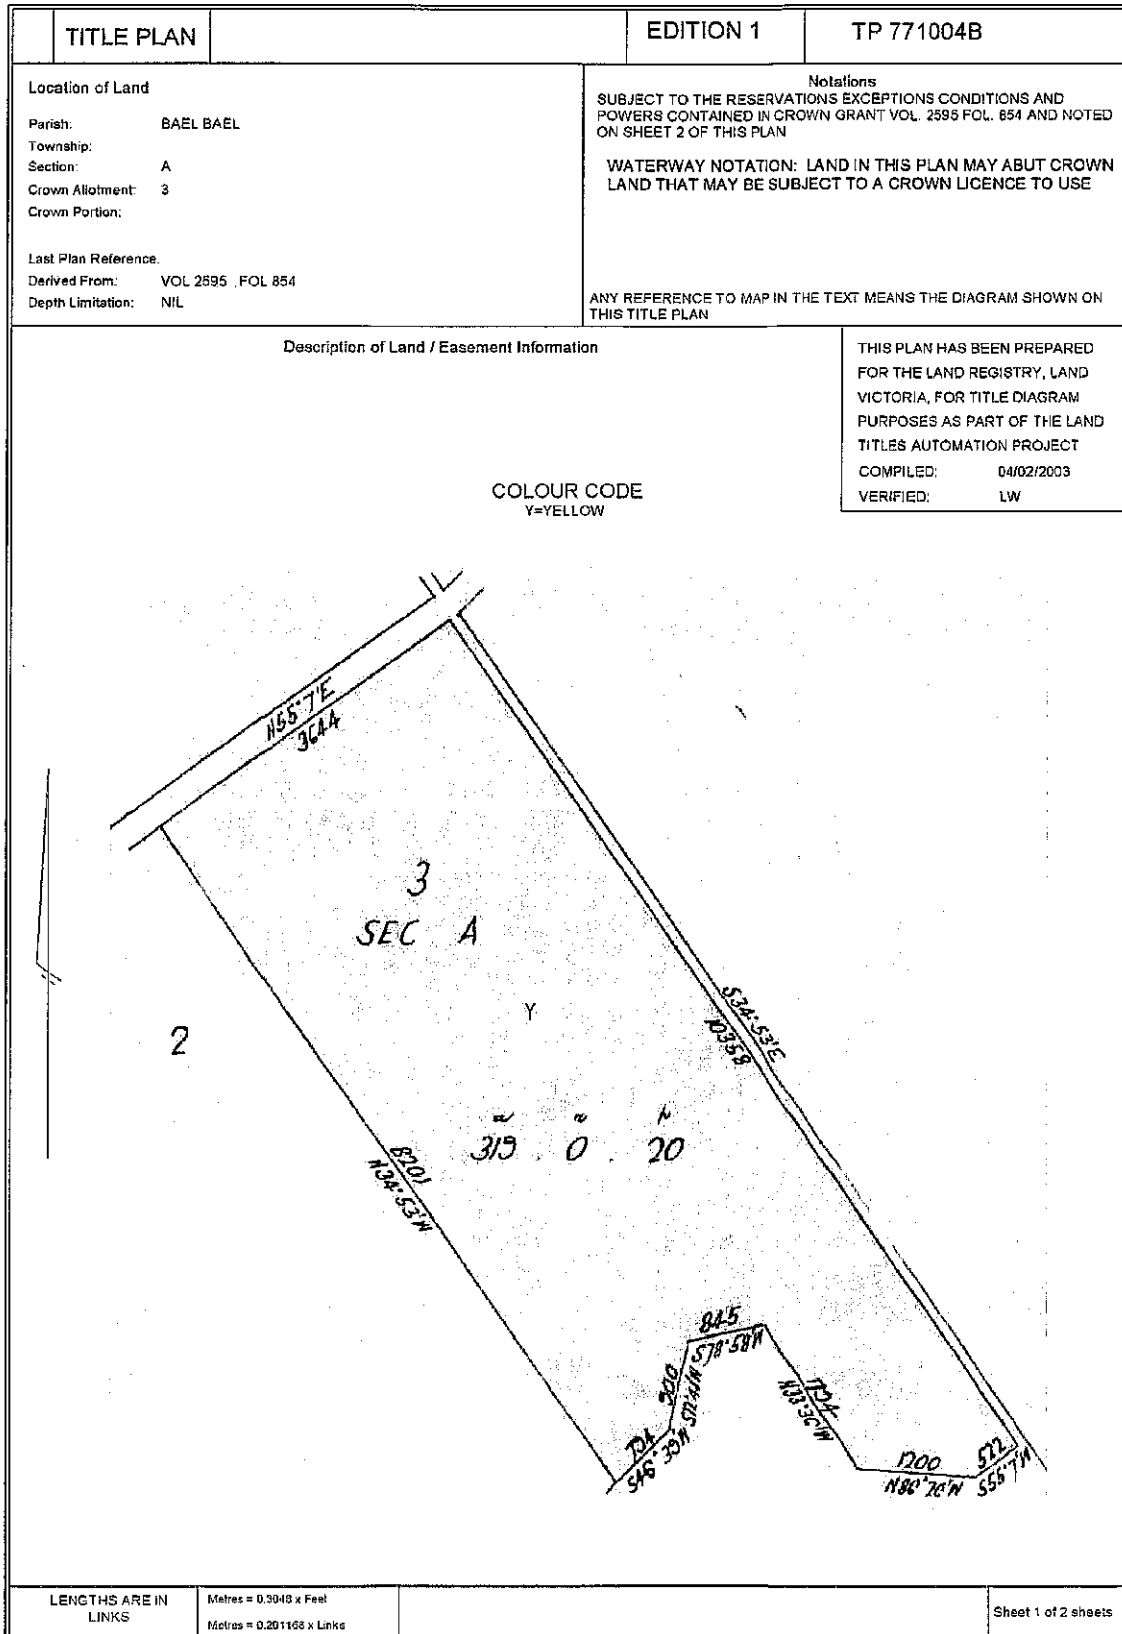 TITLE PLAN
EDITION 1
TP 771004B
Location of Land
Parish: BAEL BAEL
Township:
Section: A
Crown Allotment: 3
Crown Portion:
Last Plan Reference.
Derived From: VOL 2595 , FOL 854
Depth Limitation: NIL
Notations
SUBJECT TO THE RESERVATIONS EXCEPTIONS CONDITIONS AND
POWERS CONTAINED IN CROWN GRANT VOL. 2595 FOL. 854 AND NOTED
ON SHEET 2 OF THIS PLAN
WATERWAY NOTATION: LAND IN THIS PLAN MAY ABUT CROWN
LAND THAT MAY BE SUBJECT TO A CROWN LICENCE TO USE
ANY REFERENCE TO MAP IN THE TEXT MEANS THE DIAGRAM SHOWN ON
THIS TITLE PLAN
Description of Land / Easement Information
THIS PLAN HAS BEEN PREPARED
FOR THE LAND REGISTRY, LAND
VICTORIA, FOR TITLE DIAGRAM
PURPOSES AS PART OF THE LAND
TITLES AUTOMATION PROJECT
COMPILED: 04/02/2003
VERIFIED: LW
COLOUR CODE
Y=YELLOW
N55°7'E
3644
3
SEC A
Y
2
S34°53'E
10358
a r p
319 . 0 . 20
8201
N34°53'W
845
S78°58'W
900
S12°41'W
704
S46°39'W
N33°36'W
1200
N86°26'W
522
S55°7'W
LENGTHS ARE IN
LINKS
Metres = 0.3048 x Feet
Metres = 0.201168 x Links
Sheet 1 of 2 sheets